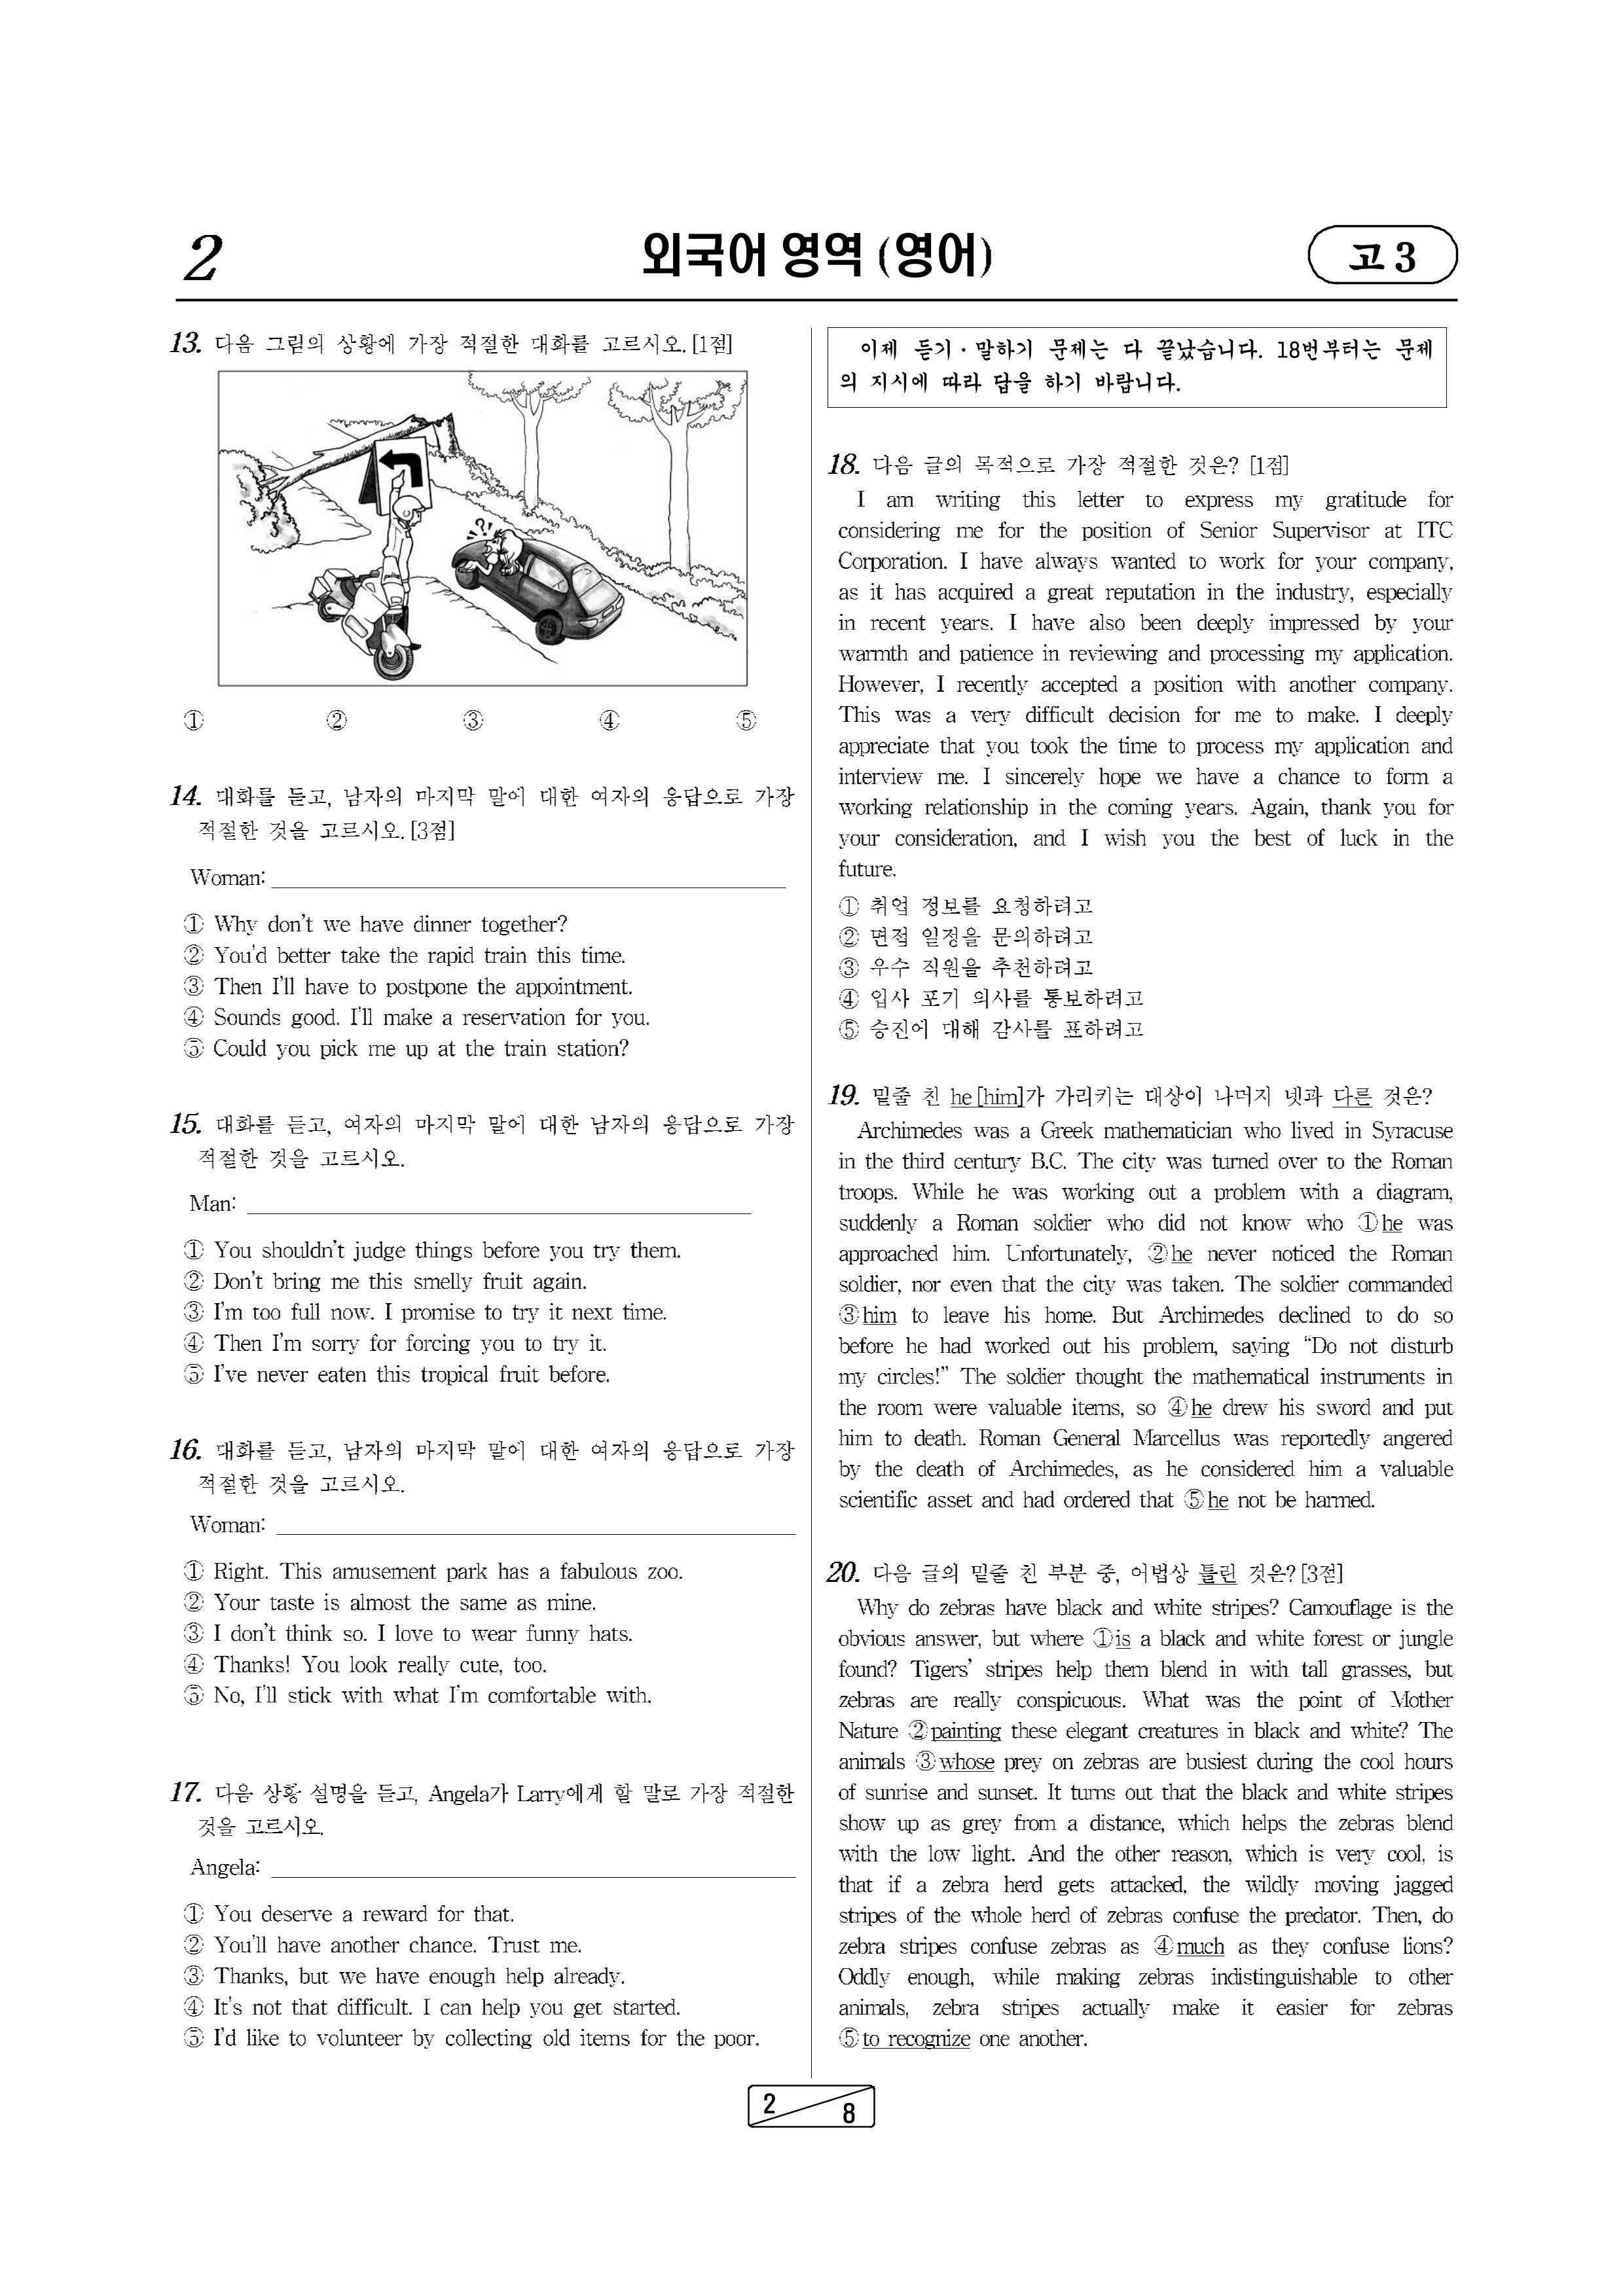 2
외국어 영역 (영어)
고 3
13. 다음 그림의 상황에 가장 적절한 대화를 고르시오. [1점]
?!
① ② ③ ④ ⑤
14. 대화를 듣고, 남자의 마지막 말에 대한 여자의 응답으로 가장
적절한 것을 고르시오. [3점]
Woman:
① Why don't we have dinner together?
② You'd better take the rapid train this time.
③ Then I'll have to postpone the appointment.
④ Sounds good. I'll make a reservation for you.
⑤ Could you pick me up at the train station?
15. 대화를 듣고, 여자의 마지막 말에 대한 남자의 응답으로 가장
적절한 것을 고르시오.
Man:
① You shouldn't judge things before you try them.
② Don't bring me this smelly fruit again.
③ I'm too full now. I promise to try it next time.
④ Then I'm sorry for forcing you to try it.
⑤ I've never eaten this tropical fruit before.
16. 대화를 듣고, 남자의 마지막 말에 대한 여자의 응답으로 가장
적절한 것을 고르시오.
Woman:
① Right. This amusement park has a fabulous zoo.
② Your taste is almost the same as mine.
③ I don't think so. I love to wear funny hats.
④ Thanks! You look really cute, too.
⑤ No, I'll stick with what I'm comfortable with.
17. 다음 상황 설명을 듣고, Angela가 Larry에게 할 말로 가장 적절한
것을 고르시오.
Angela:
① You deserve a reward for that.
② You'll have another chance. Trust me.
③ Thanks, but we have enough help already.
④ It's not that difficult. I can help you get started.
⑤ I'd like to volunteer by collecting old items for the poor.
이제 듣기·말하기 문제는 다 끝났습니다. 18번부터는 문제
의 지시에 따라 답을 하기 바랍니다.
18. 다음 글의 목적으로 가장 적절한 것은? [1점]
I am writing this letter to express my gratitude for
considering me for the position of Senior Supervisor at ITC
Corporation. I have always wanted to work for your company,
as it has acquired a great reputation in the industry, especially
in recent years. I have also been deeply impressed by your
warmth and patience in reviewing and processing my application.
However, I recently accepted a position with another company.
This was a very difficult decision for me to make. I deeply
appreciate that you took the time to process my application and
interview me. I sincerely hope we have a chance to form a
working relationship in the coming years. Again, thank you for
your consideration, and I wish you the best of luck in the
future.
① 취업 정보를 요청하려고
② 면접 일정을 문의하려고
③ 우수 직원을 추천하려고
④ 입사 포기 의사를 통보하려고
⑤ 승진에 대해 감사를 표하려고
19. 밑줄 친 he [him]가 가리키는 대상이 나머지 넷과 다른 것은?
Archimedes was a Greek mathematician who lived in Syracuse
in the third century B.C. The city was turned over to the Roman
troops. While he was working out a problem with a diagram,
suddenly a Roman soldier who did not know who ①he was
approached him. Unfortunately, ②he never noticed the Roman
soldier, nor even that the city was taken. The soldier commanded
③him to leave his home. But Archimedes declined to do so
before he had worked out his problem, saying “Do not disturb
my circles!” The soldier thought the mathematical instruments in
the room were valuable items, so ④he drew his sword and put
him to death. Roman General Marcellus was reportedly angered
by the death of Archimedes, as he considered him a valuable
scientific asset and had ordered that ⑤he not be harmed.
20. 다음 글의 밑줄 친 부분 중, 어법상 틀린 것은? [3점]
Why do zebras have black and white stripes? Camouflage is the
obvious answer, but where ①is a black and white forest or jungle
found? Tigers' stripes help them blend in with tall grasses, but
zebras are really conspicuous. What was the point of Mother
Nature ②painting these elegant creatures in black and white? The
animals ③whose prey on zebras are busiest during the cool hours
of sunrise and sunset. It turns out that the black and white stripes
show up as grey from a distance, which helps the zebras blend
with the low light. And the other reason, which is very cool, is
that if a zebra herd gets attacked, the wildly moving jagged
stripes of the whole herd of zebras confuse the predator. Then, do
zebra stripes confuse zebras as ④much as they confuse lions?
Oddly enough, while making zebras indistinguishable to other
animals, zebra stripes actually make it easier for zebras
⑤to recognize one another.
2
8